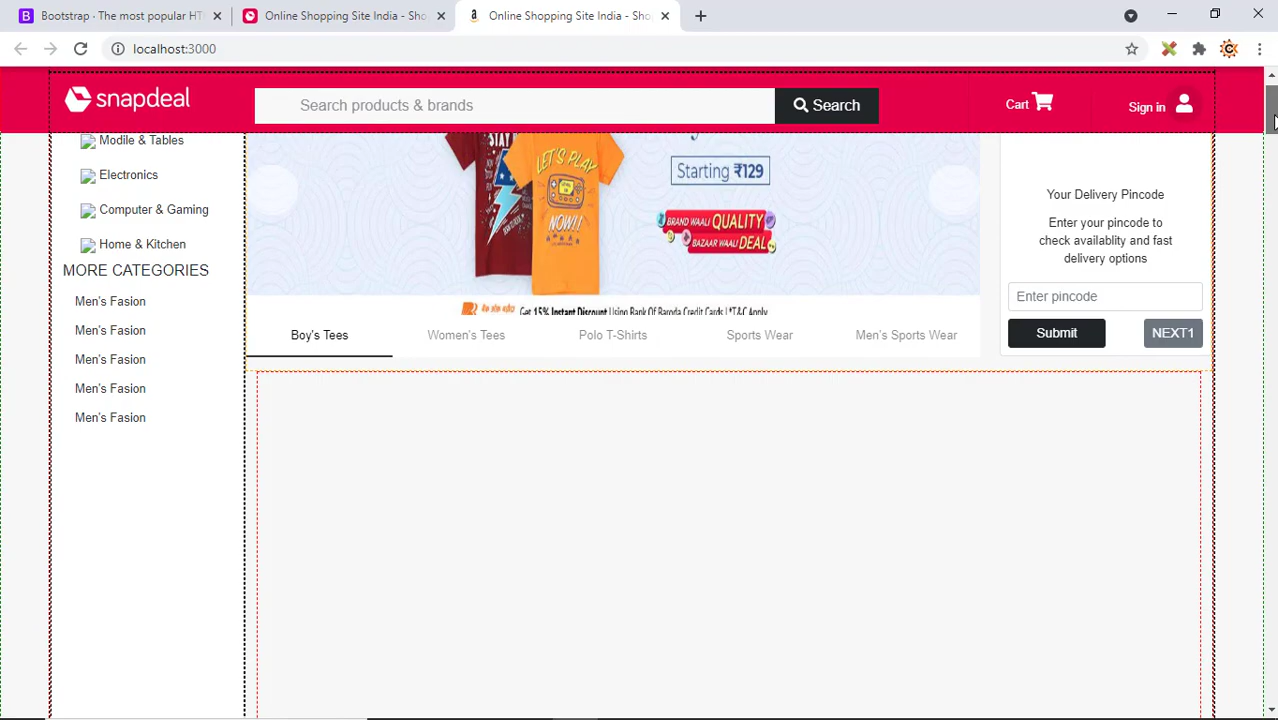 Bootstrap - The most popular HT
Online Shopping Site India - Sho
Online Shopping Site India - Sho
localhost:3000
snapdeal
Search products & brands
Search
Cart
Sign in
Modile & Tables
Electronics
Computer & Gaming
Home & Kitchen
MORE CATEGORIES
Men's Fasion
Men's Fasion
Men's Fasion
Men's Fasion
Men's Fasion
STAY
LET'S PLAY
NOW!!
Starting ₹129
BRAND WAALI QUALITY
BAZAAR WAALI DEAL
Get 15% Instant Discount Using Bank Of Baroda Credit Cards | *T&C Apply
Boy's Tees
Women's Tees
Polo T-Shirts
Sports Wear
Men's Sports Wear
Your Delivery Pincode
Enter your pincode to
check availablity and fast
delivery options
Enter pincode
Submit
NEXT1